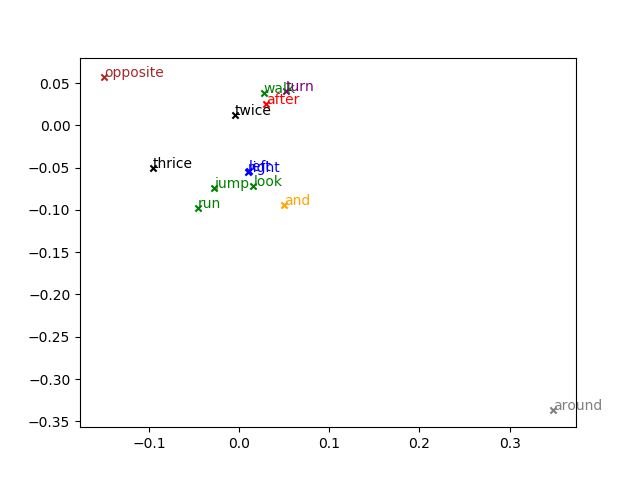 opposite
0.05
walk turn
after
twice
0.00
thrice
−0.05
left
right
jump look
run
−0.10
and
−0.15
−0.20
−0.25
−0.30
around
−0.35
−0.1 0.0 0.1 0.2 0.3